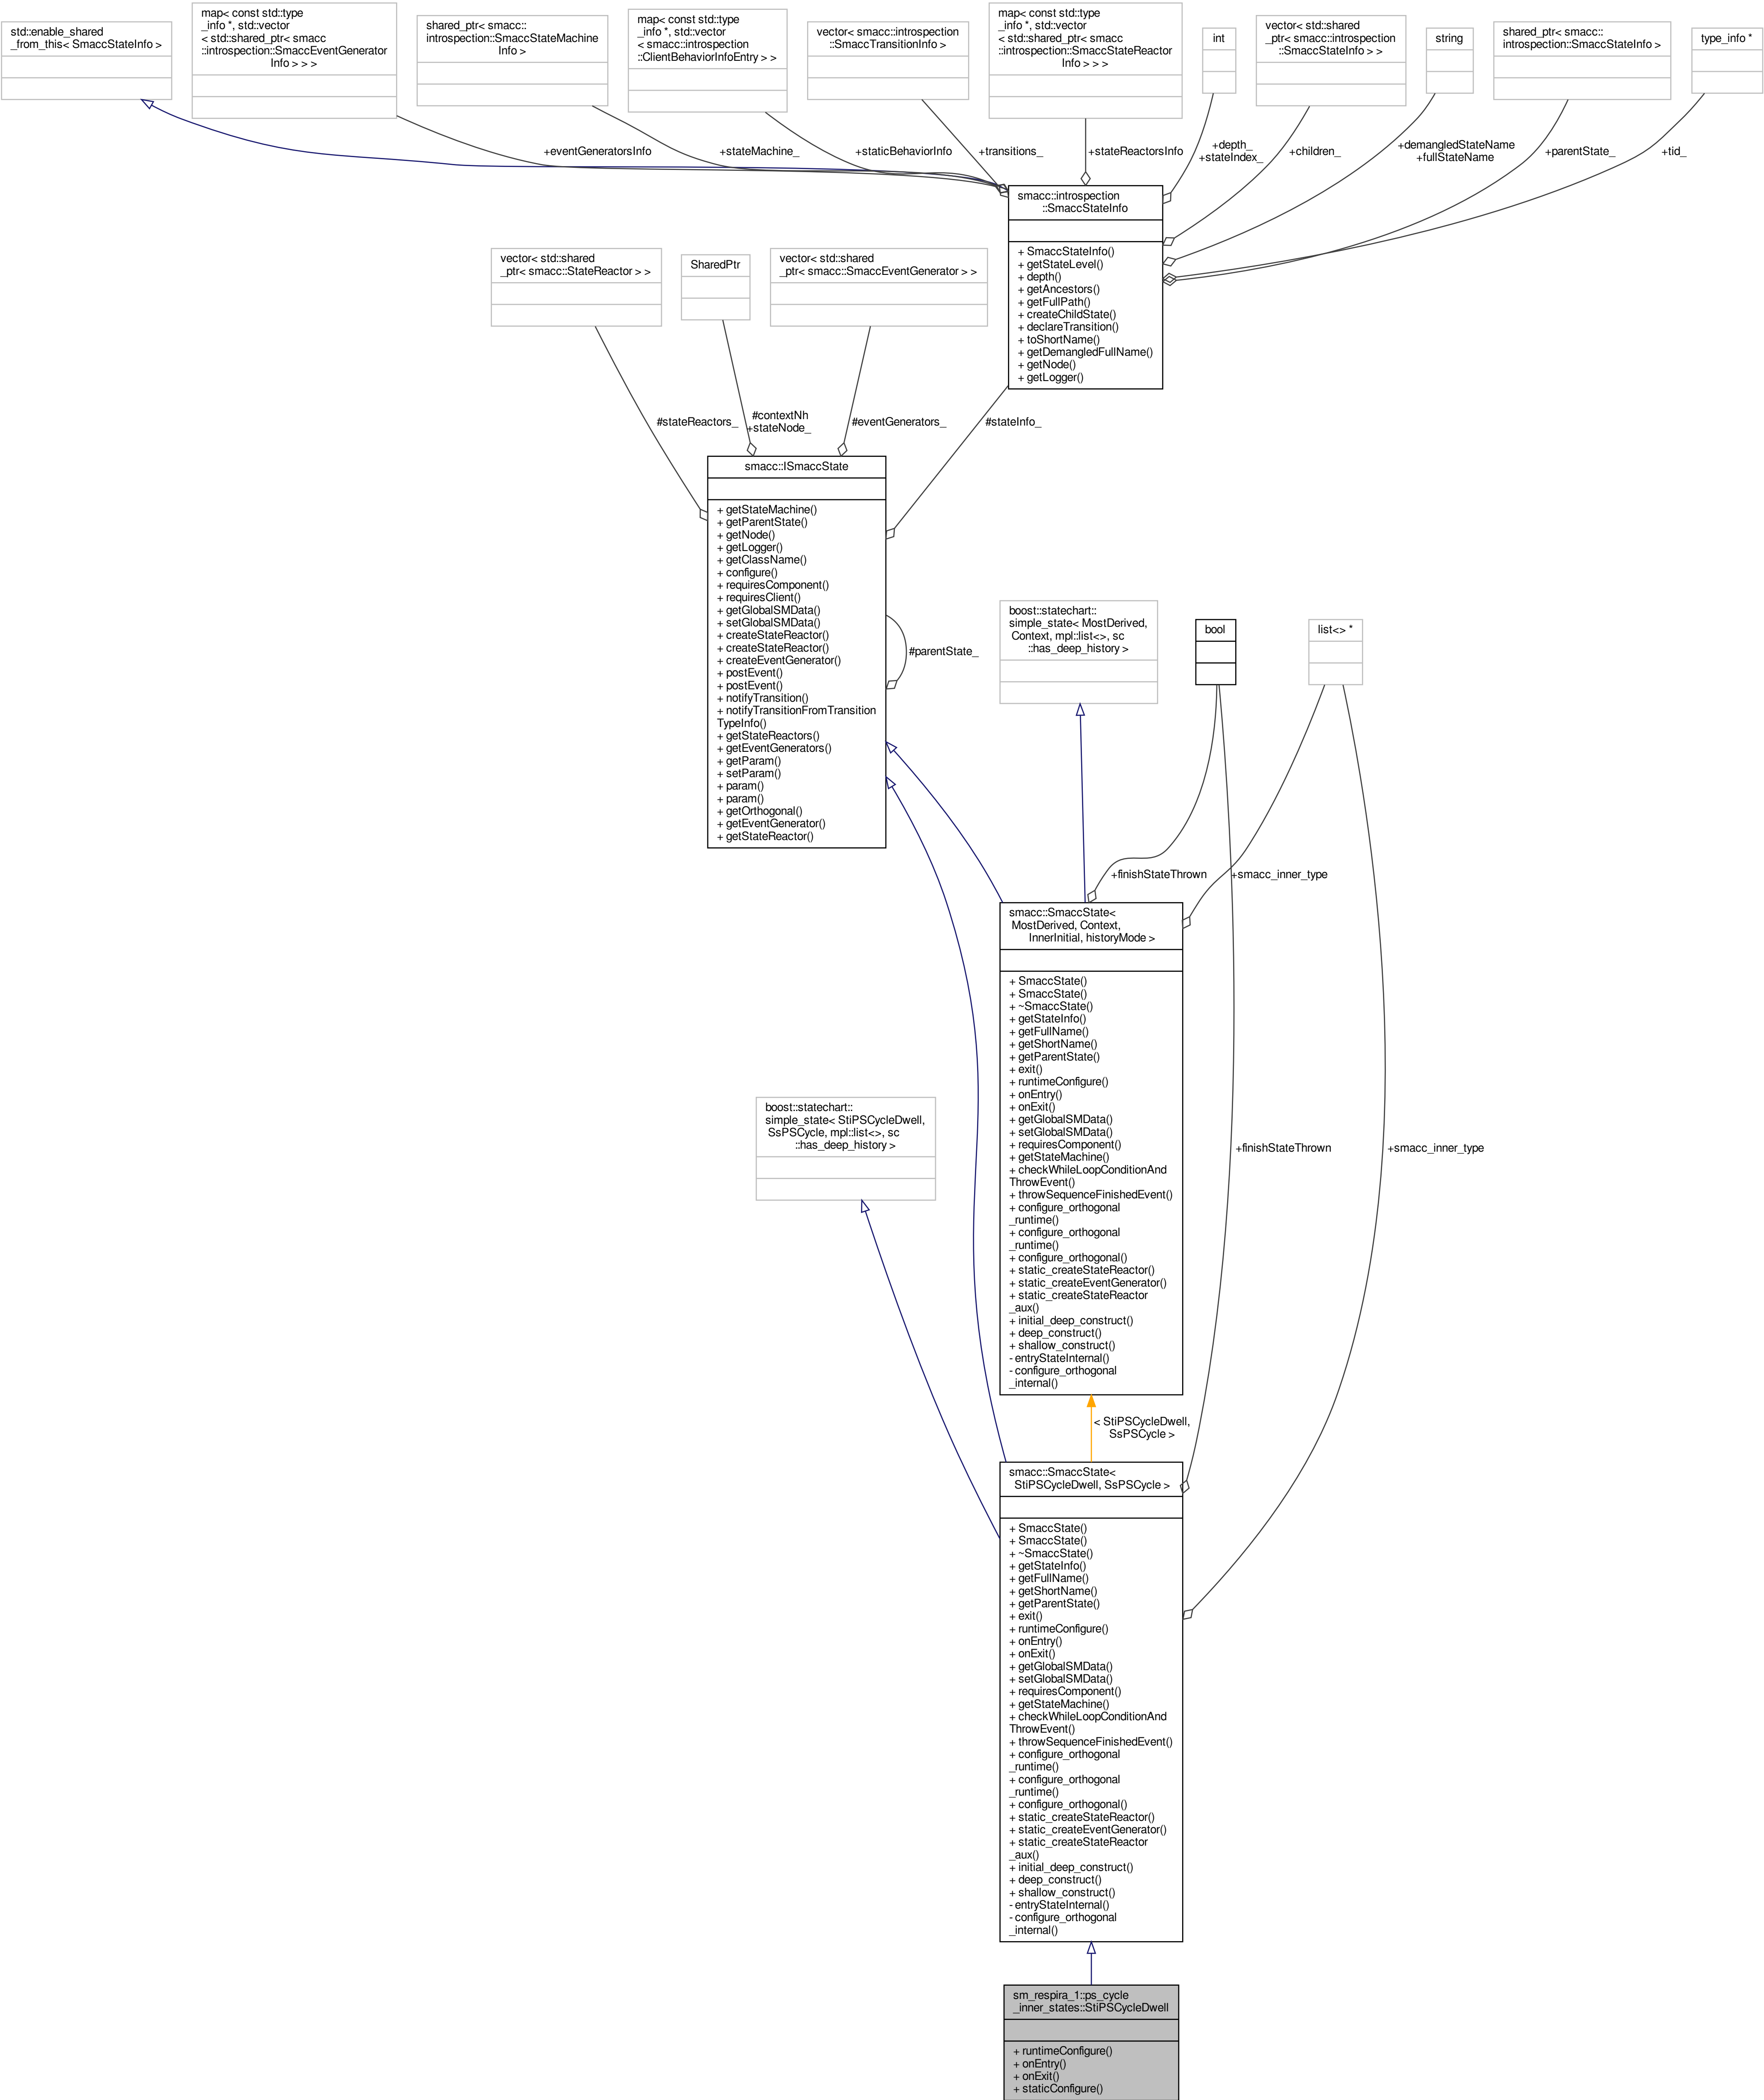 std::enable_shared
_from_this< SmaccStateInfo >
map< const std::type
_info *, std::vector
< std::shared_ptr< smacc
::introspection::SmaccEventGenerator
Info > > >
shared_ptr< smacc::
introspection::SmaccStateMachine
Info >
map< const std::type
_info *, std::vector
< smacc::introspection
::ClientBehaviorInfoEntry > >
vector< smacc::introspection
::SmaccTransitionInfo >
map< const std::type
_info *, std::vector
< std::shared_ptr< smacc
::introspection::SmaccStateReactor
Info > > >
int
vector< std::shared
_ptr< smacc::introspection
::SmaccStateInfo > >
string
shared_ptr< smacc::
introspection::SmaccStateInfo >
type_info *
+eventGeneratorsInfo
+stateMachine_
+staticBehaviorInfo
+transitions_
+stateReactorsInfo
+depth_
+stateIndex_
+children_
+demangledStateName
+fullStateName
+parentState_
+tid_
smacc::introspection
::SmaccStateInfo
+ SmaccStateInfo()
+ getStateLevel()
+ depth()
+ getAncestors()
+ getFullPath()
+ createChildState()
+ declareTransition()
+ toShortName()
+ getDemangledFullName()
+ getNode()
+ getLogger()
vector< std::shared
_ptr< smacc::StateReactor > >
SharedPtr
vector< std::shared
_ptr< smacc::SmaccEventGenerator > >
#stateReactors_
#contextNh
+stateNode_
#eventGenerators_
#stateInfo_
smacc::ISmaccState
+ getStateMachine()
+ getParentState()
+ getNode()
+ getLogger()
+ getClassName()
+ configure()
+ requiresComponent()
+ requiresClient()
+ getGlobalSMData()
+ setGlobalSMData()
+ createStateReactor()
+ createStateReactor()
+ createEventGenerator()
+ postEvent()
+ postEvent()
+ notifyTransition()
+ notifyTransitionFromTransition
TypeInfo()
+ getStateReactors()
+ getEventGenerators()
+ getParam()
+ setParam()
+ param()
+ param()
+ getOrthogonal()
+ getEventGenerator()
+ getStateReactor()
#parentState_
boost::statechart::
simple_state< MostDerived,
Context, mpl::list<>, sc
::has_deep_history >
bool
list<> *
+finishStateThrown
+smacc_inner_type
smacc::SmaccState<
MostDerived, Context,
InnerInitial, historyMode >
+ SmaccState()
+ SmaccState()
+ ~SmaccState()
+ getStateInfo()
+ getFullName()
+ getShortName()
+ getParentState()
+ exit()
+ runtimeConfigure()
+ onEntry()
+ onExit()
+ getGlobalSMData()
+ setGlobalSMData()
+ requiresComponent()
+ getStateMachine()
+ checkWhileLoopConditionAnd
ThrowEvent()
+ throwSequenceFinishedEvent()
+ configure_orthogonal
_runtime()
+ configure_orthogonal
_runtime()
+ configure_orthogonal()
+ static_createStateReactor()
+ static_createEventGenerator()
+ static_createStateReactor
_aux()
+ initial_deep_construct()
+ deep_construct()
+ shallow_construct()
- entryStateInternal()
- configure_orthogonal
_internal()
boost::statechart::
simple_state< StiPSCycleDwell,
SsPSCycle, mpl::list<>, sc
::has_deep_history >
+finishStateThrown
+smacc_inner_type
< StiPSCycleDwell,
SsPSCycle >
smacc::SmaccState<
StiPSCycleDwell, SsPSCycle >
+ SmaccState()
+ SmaccState()
+ ~SmaccState()
+ getStateInfo()
+ getFullName()
+ getShortName()
+ getParentState()
+ exit()
+ runtimeConfigure()
+ onEntry()
+ onExit()
+ getGlobalSMData()
+ setGlobalSMData()
+ requiresComponent()
+ getStateMachine()
+ checkWhileLoopConditionAnd
ThrowEvent()
+ throwSequenceFinishedEvent()
+ configure_orthogonal
_runtime()
+ configure_orthogonal
_runtime()
+ configure_orthogonal()
+ static_createStateReactor()
+ static_createEventGenerator()
+ static_createStateReactor
_aux()
+ initial_deep_construct()
+ deep_construct()
+ shallow_construct()
- entryStateInternal()
- configure_orthogonal
_internal()
sm_respira_1::ps_cycle
_inner_states::StiPSCycleDwell
+ runtimeConfigure()
+ onEntry()
+ onExit()
+ staticConfigure()